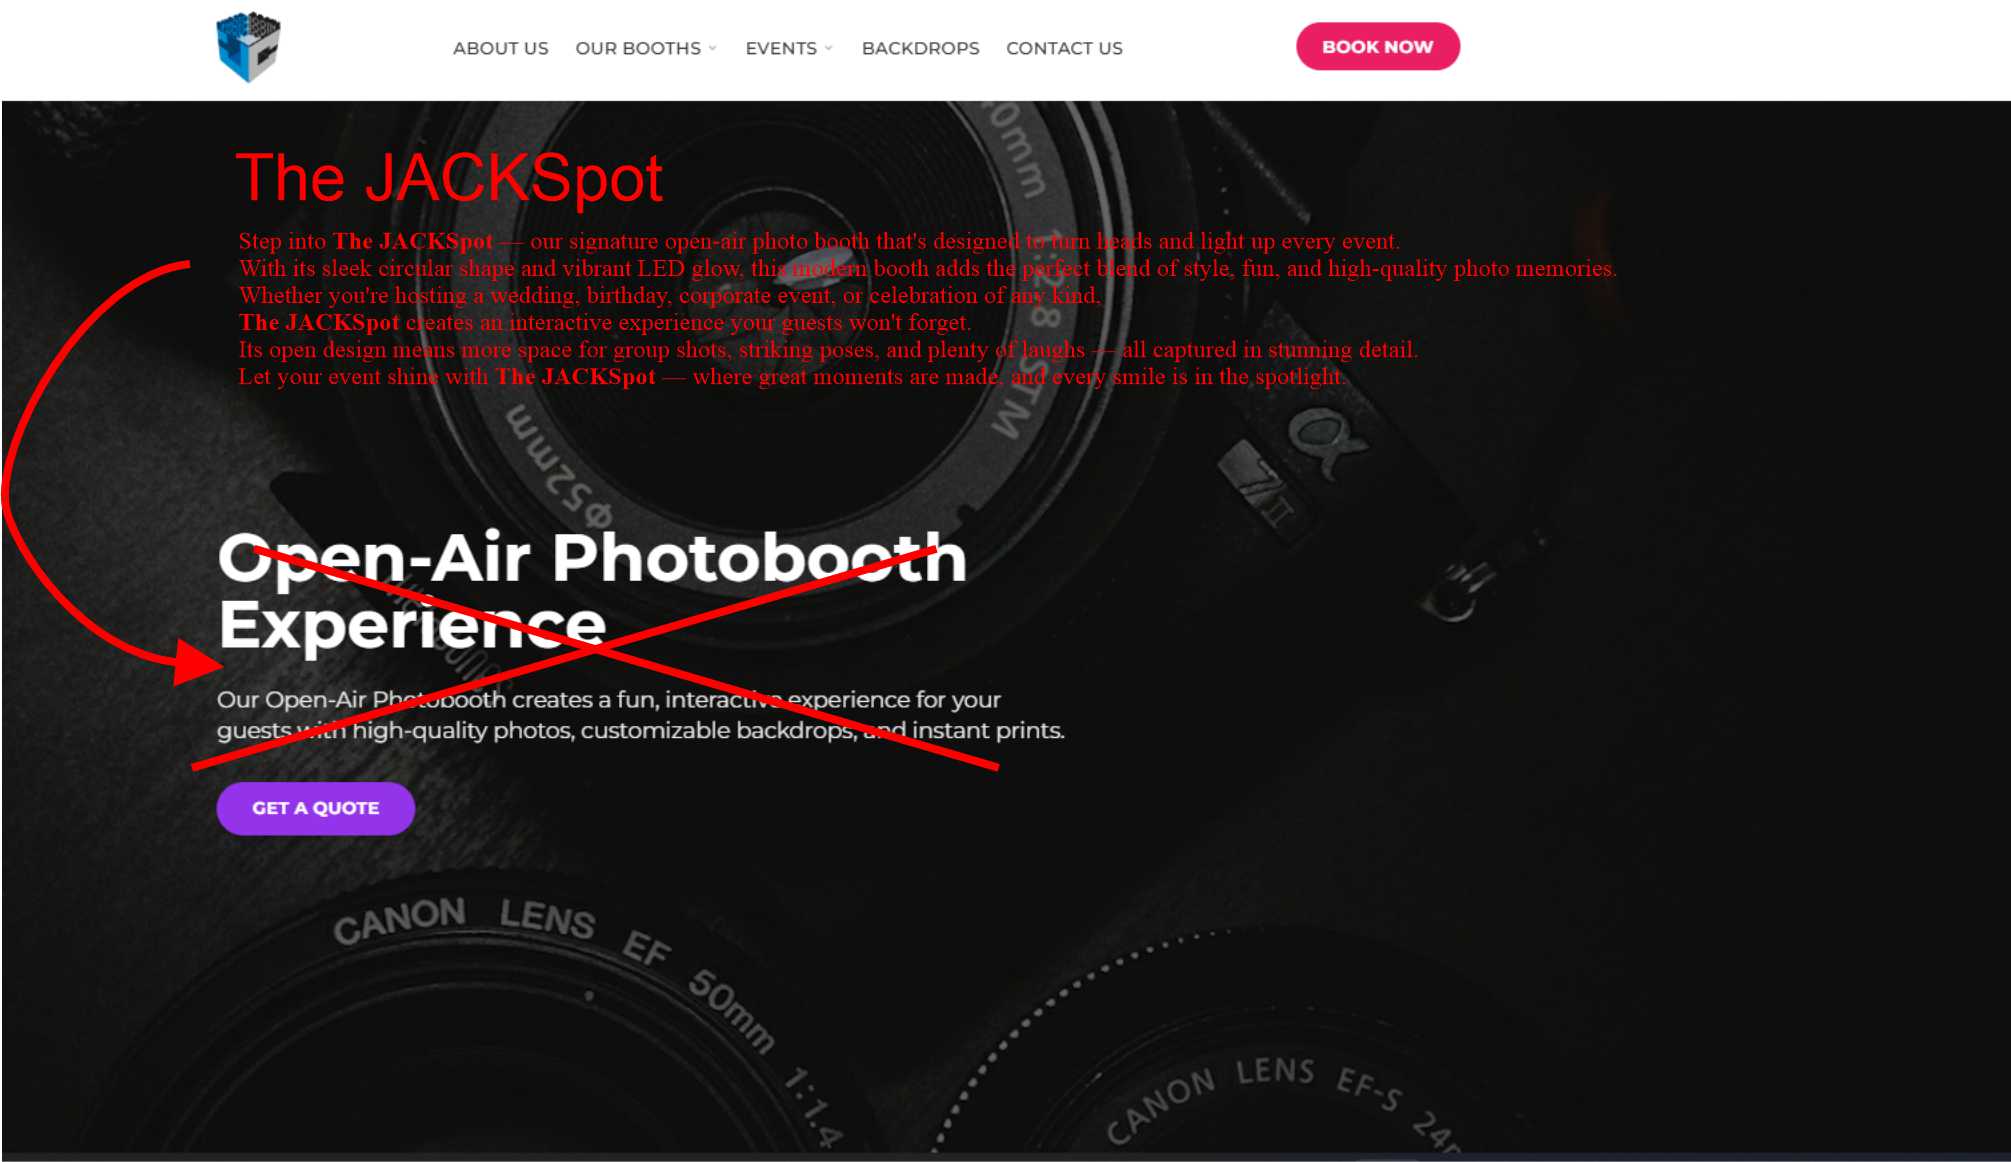 ABOUT US OUR BOOTHS EVENTS BACKDROPS CONTACT US BOOK NOW
The JACKSpot
Step into The JACKSpot — our signature open-air photo booth that's designed to turn heads and light up every event.
With its sleek circular shape and vibrant LED glow, this modern booth adds the perfect blend of style, fun, and high-quality photo memories.
Whether you're hosting a wedding, birthday, corporate event, or celebration of any kind,
The JACKSpot creates an interactive experience your guests won't forget.
Its open design means more space for group shots, striking poses, and plenty of laughs — all captured in stunning detail.
Let your event shine with The JACKSpot — where great moments are made, and every smile is in the spotlight.
40mm 1:2.8 STM
φ52mm
α
7II
Open-Air Photobooth
Experience
Our Open-Air Photobooth creates a fun, interactive experience for your
guests with high-quality photos, customizable backdrops, and instant prints.
GET A QUOTE
CANON LENS EF 50mm 1:1.4
CANON LENS EF-S 24m